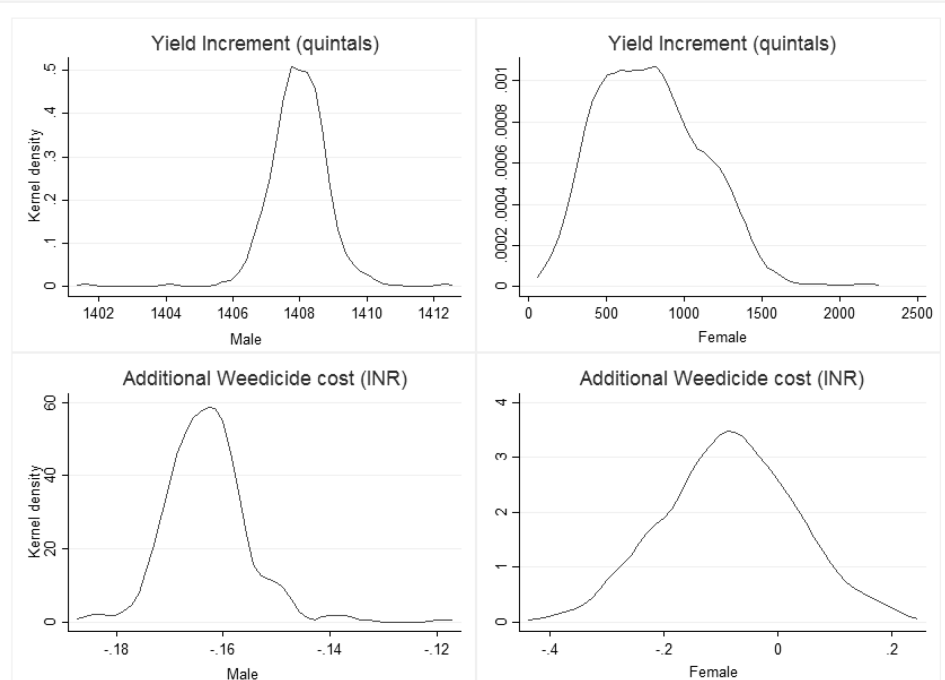 Yield Increment (quintals)
Kernel density
0 .1 .2 .3 .4 .5
1402 1404 1406 1408 1410 1412
Male
Yield Increment (quintals)
0 .0002 .0004 .0006 .0008 .001
0 500 1000 1500 2000 2500
Female
Additional Weedicide cost (INR)
Kernel density
0 20 40 60
-.18 -.16 -.14 -.12
Male
Additional Weedicide cost (INR)
0 1 2 3 4
-.4 -.2 0 .2
Female